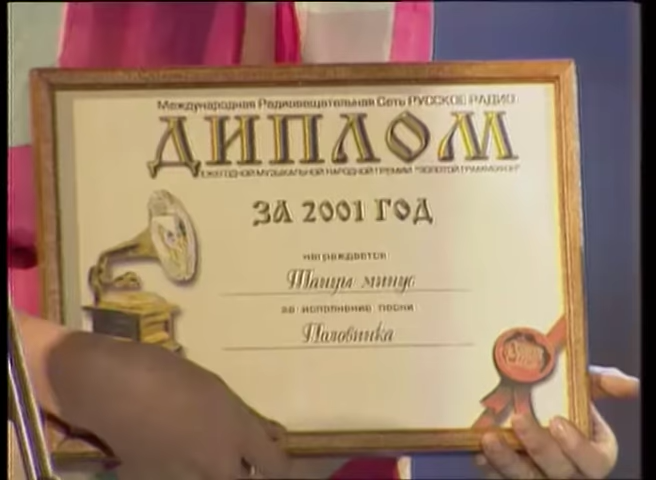 Международная Радиовещательная Сеть РУССКОЕ РАДИО
ДИПЛОМ
ЕЖЕГОДНОЙ МУЗЫКАЛЬНОЙ НАРОДНОЙ ПРЕМИИ "ЗОЛОТОЙ ГРАММОФОН"
ЗА 2001 ГОД
награждается
Танцы минус
за исполнение песни
Половинка